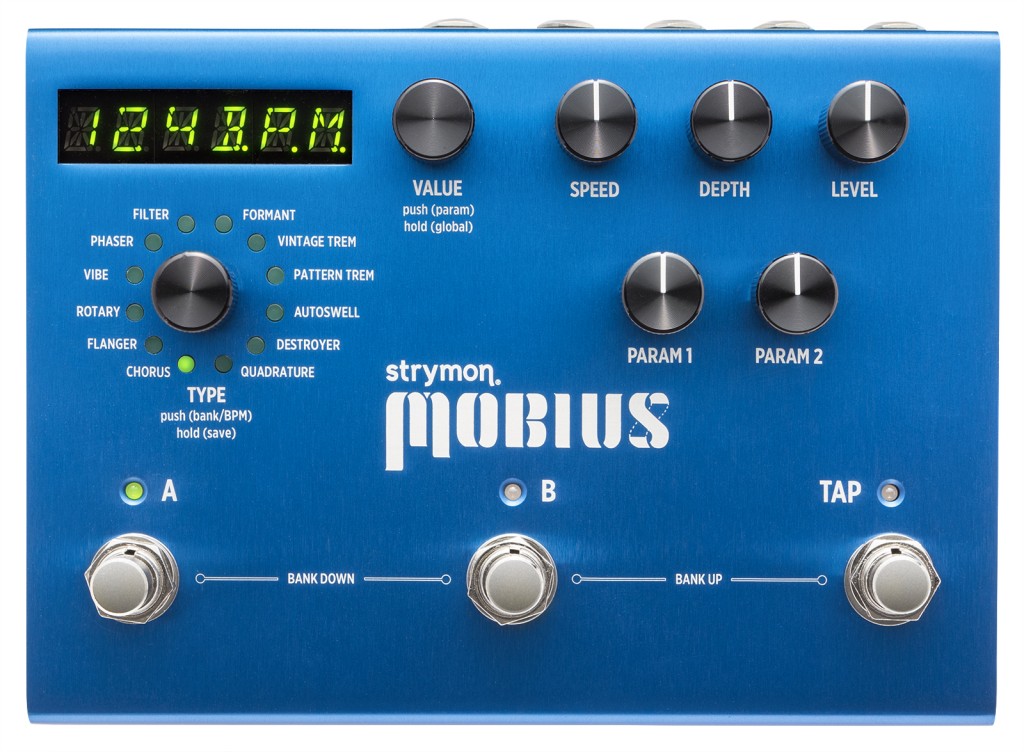 124B.P.M.
VALUE
push (param)
hold (global)
SPEED
DEPTH
LEVEL
FILTER
FORMANT
PHASER
VINTAGE TREM
VIBE
PATTERN TREM
ROTARY
AUTOSWELL
FLANGER
DESTROYER
CHORUS
QUADRATURE
TYPE
push (bank/BPM)
hold (save)
PARAM 1
PARAM 2
strymon.
MOBIUS
A
B
TAP
BANK DOWN
BANK UP